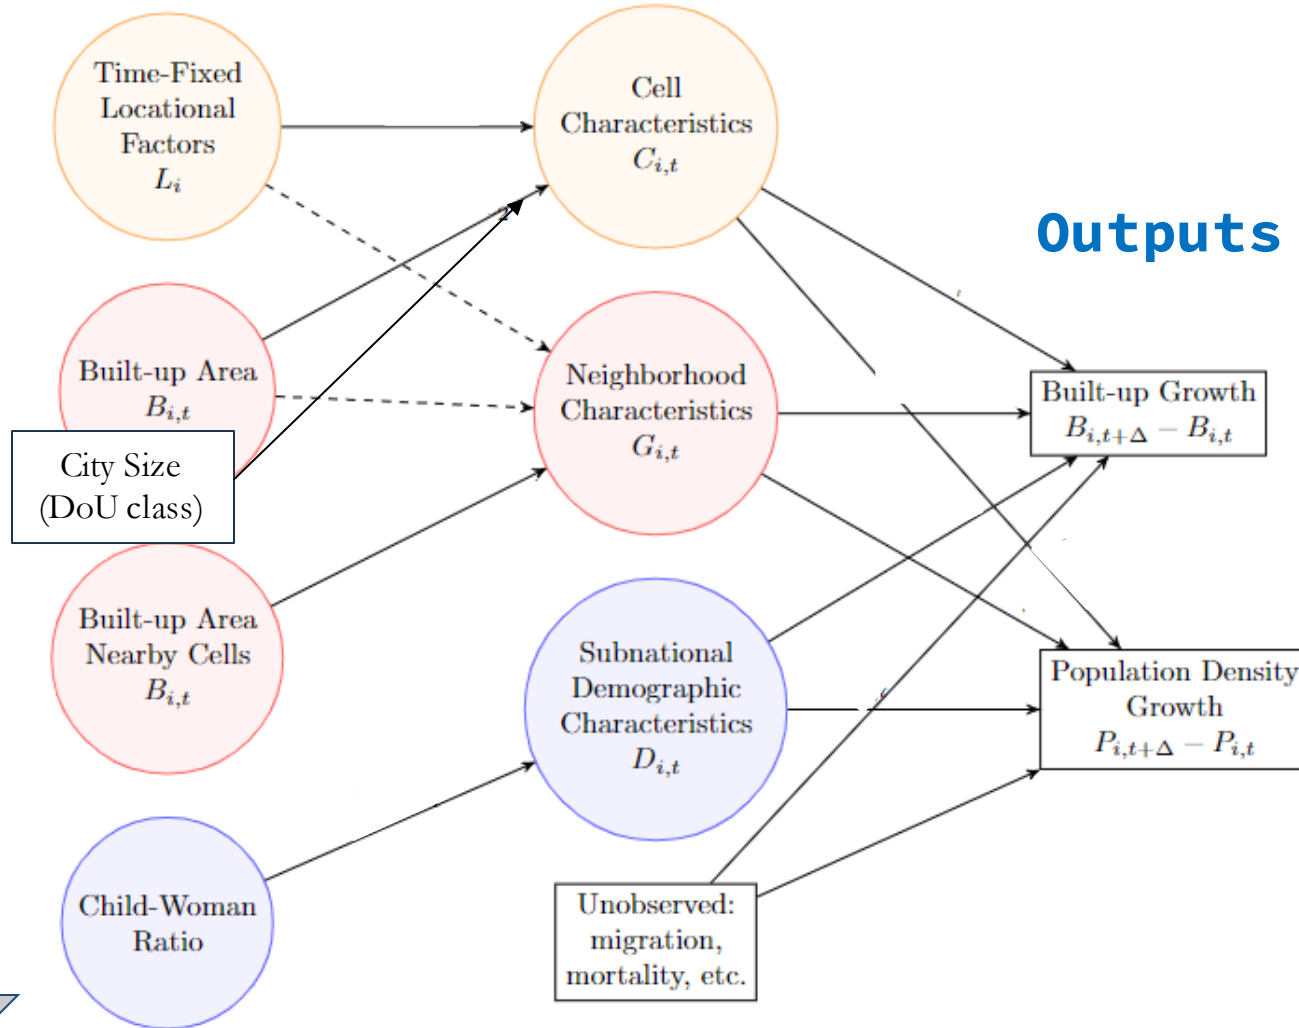 Time-Fixed
Locational
Factors
L_i
Cell
Characteristics
C_{i,t}
Outputs
Built-up Area
B_{i,t}
City Size
(DoU class)
Neighborhood
Characteristics
G_{i,t}
Built-up Growth
B_{i,t+Δ} − B_{i,t}
Built-up Area
Nearby Cells
B_{i,t}
Subnational
Demographic
Characteristics
D_{i,t}
Population Density
Growth
P_{i,t+Δ} − P_{i,t}
Child-Woman
Ratio
Unobserved:
migration,
mortality, etc.